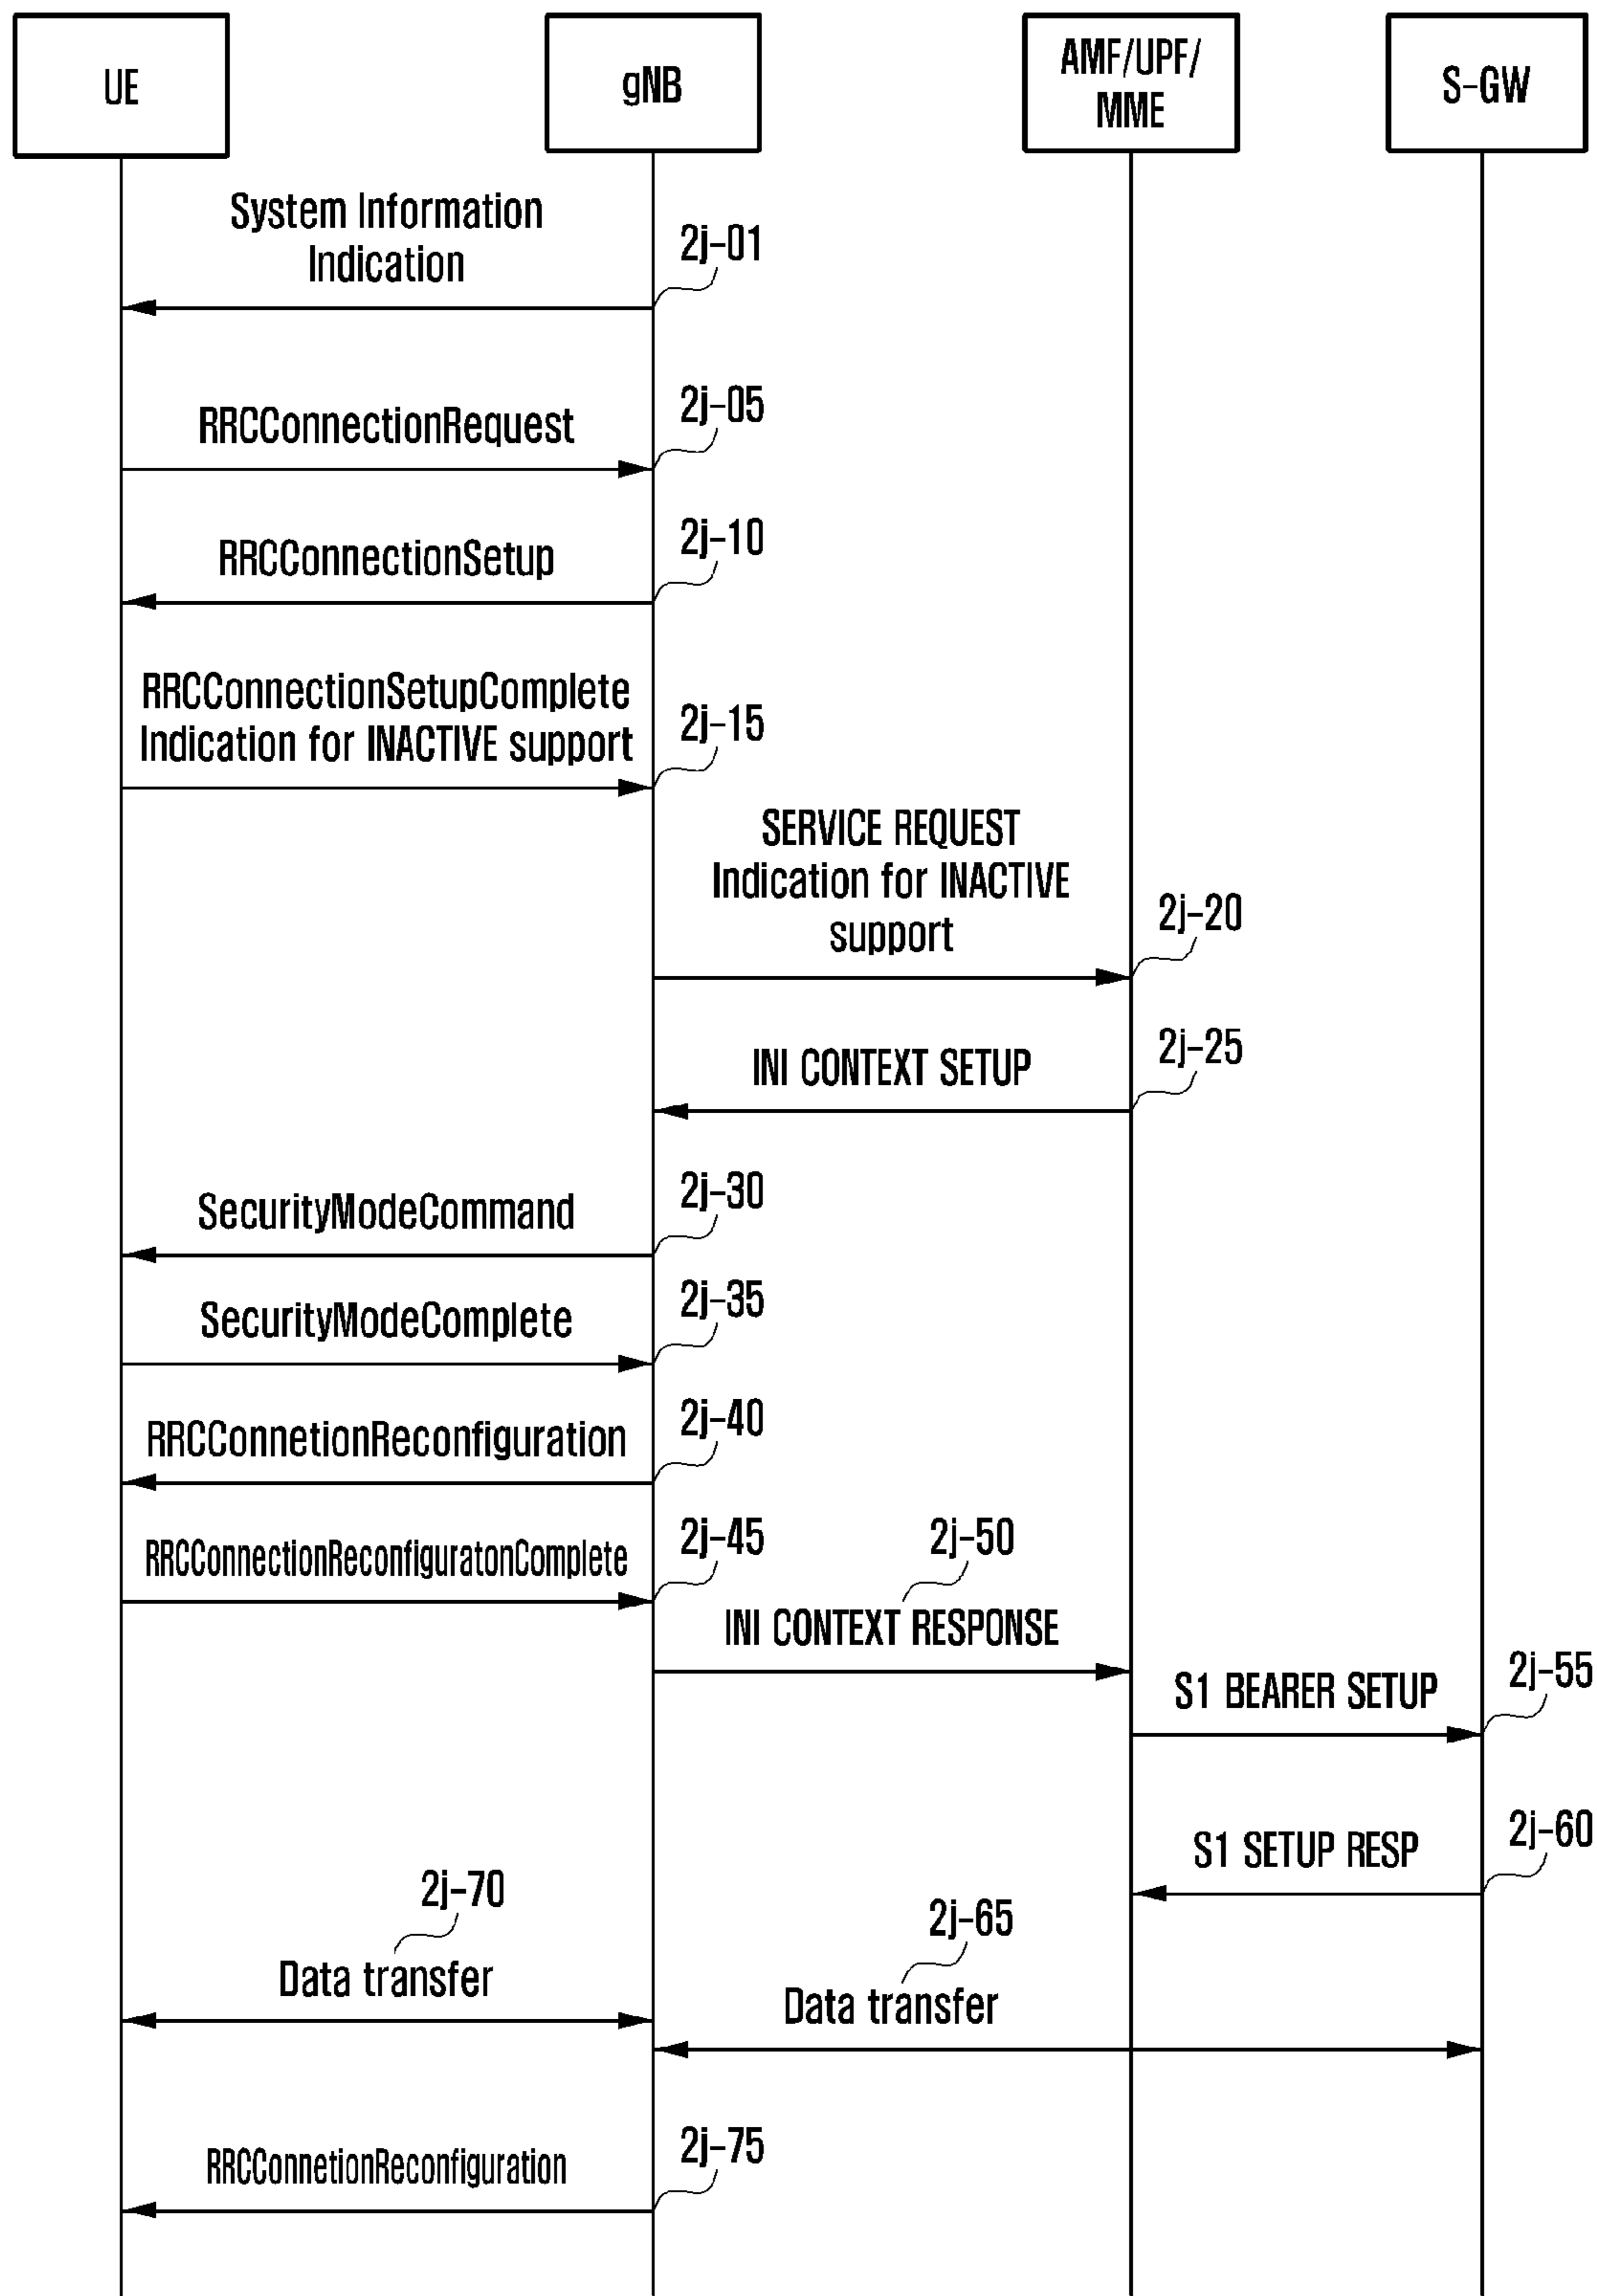 UE
gNB
AMF/UPF/
MME
S-GW
System Information
Indication
2j-01
RRCConnectionRequest
2j-05
RRCConnectionSetup
2j-10
RRCConnectionSetupComplete
Indication for INACTIVE support
2j-15
SERVICE REQUEST
Indication for INACTIVE
support
2j-20
INI CONTEXT SETUP
2j-25
SecurityModeCommand
2j-30
SecurityModeComplete
2j-35
RRCConnetionReconfiguration
2j-40
RRCConnectionReconfiguratonComplete
2j-45
2j-50
INI CONTEXT RESPONSE
S1 BEARER SETUP
2j-55
S1 SETUP RESP
2j-60
2j-70
Data transfer
2j-65
Data transfer
RRCConnetionReconfiguration
2j-75